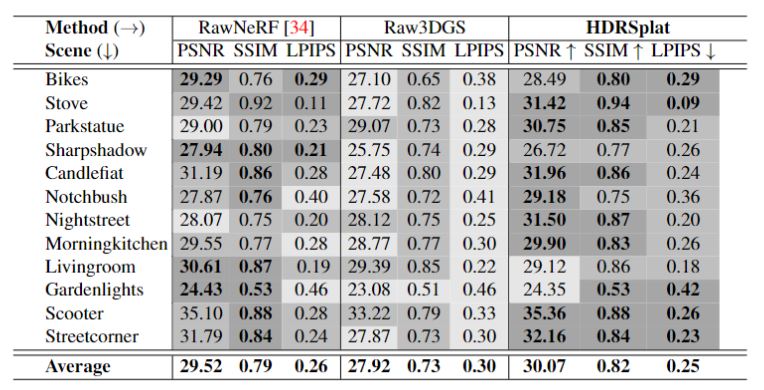 Method (→) RawNeRF [34] Raw3DGS HDRSplat
Scene (↓) PSNR SSIM LPIPS PSNR SSIM LPIPS PSNR ↑ SSIM ↑ LPIPS ↓
Bikes 29.29 0.76 0.29 27.10 0.65 0.38 28.49 0.80 0.29
Stove 29.42 0.92 0.11 27.72 0.82 0.13 31.42 0.94 0.09
Parkstatue 29.00 0.79 0.23 29.07 0.73 0.28 30.75 0.85 0.21
Sharpshadow 27.94 0.80 0.21 25.75 0.74 0.29 26.72 0.77 0.26
Candlefiat 31.19 0.86 0.28 27.48 0.80 0.29 31.96 0.86 0.24
Notchbush 27.87 0.76 0.40 27.58 0.72 0.41 29.18 0.75 0.36
Nightstreet 28.07 0.75 0.20 28.12 0.75 0.25 31.50 0.87 0.20
Morningkitchen 29.55 0.77 0.28 28.77 0.77 0.30 29.90 0.83 0.26
Livingroom 30.61 0.87 0.19 29.39 0.85 0.22 29.12 0.86 0.18
Gardenlights 24.43 0.53 0.46 23.08 0.51 0.46 24.35 0.53 0.42
Scooter 35.10 0.88 0.28 33.22 0.79 0.33 35.36 0.88 0.26
Streetcorner 31.79 0.84 0.24 27.87 0.73 0.30 32.16 0.84 0.23
Average 29.52 0.79 0.26 27.92 0.73 0.30 30.07 0.82 0.25